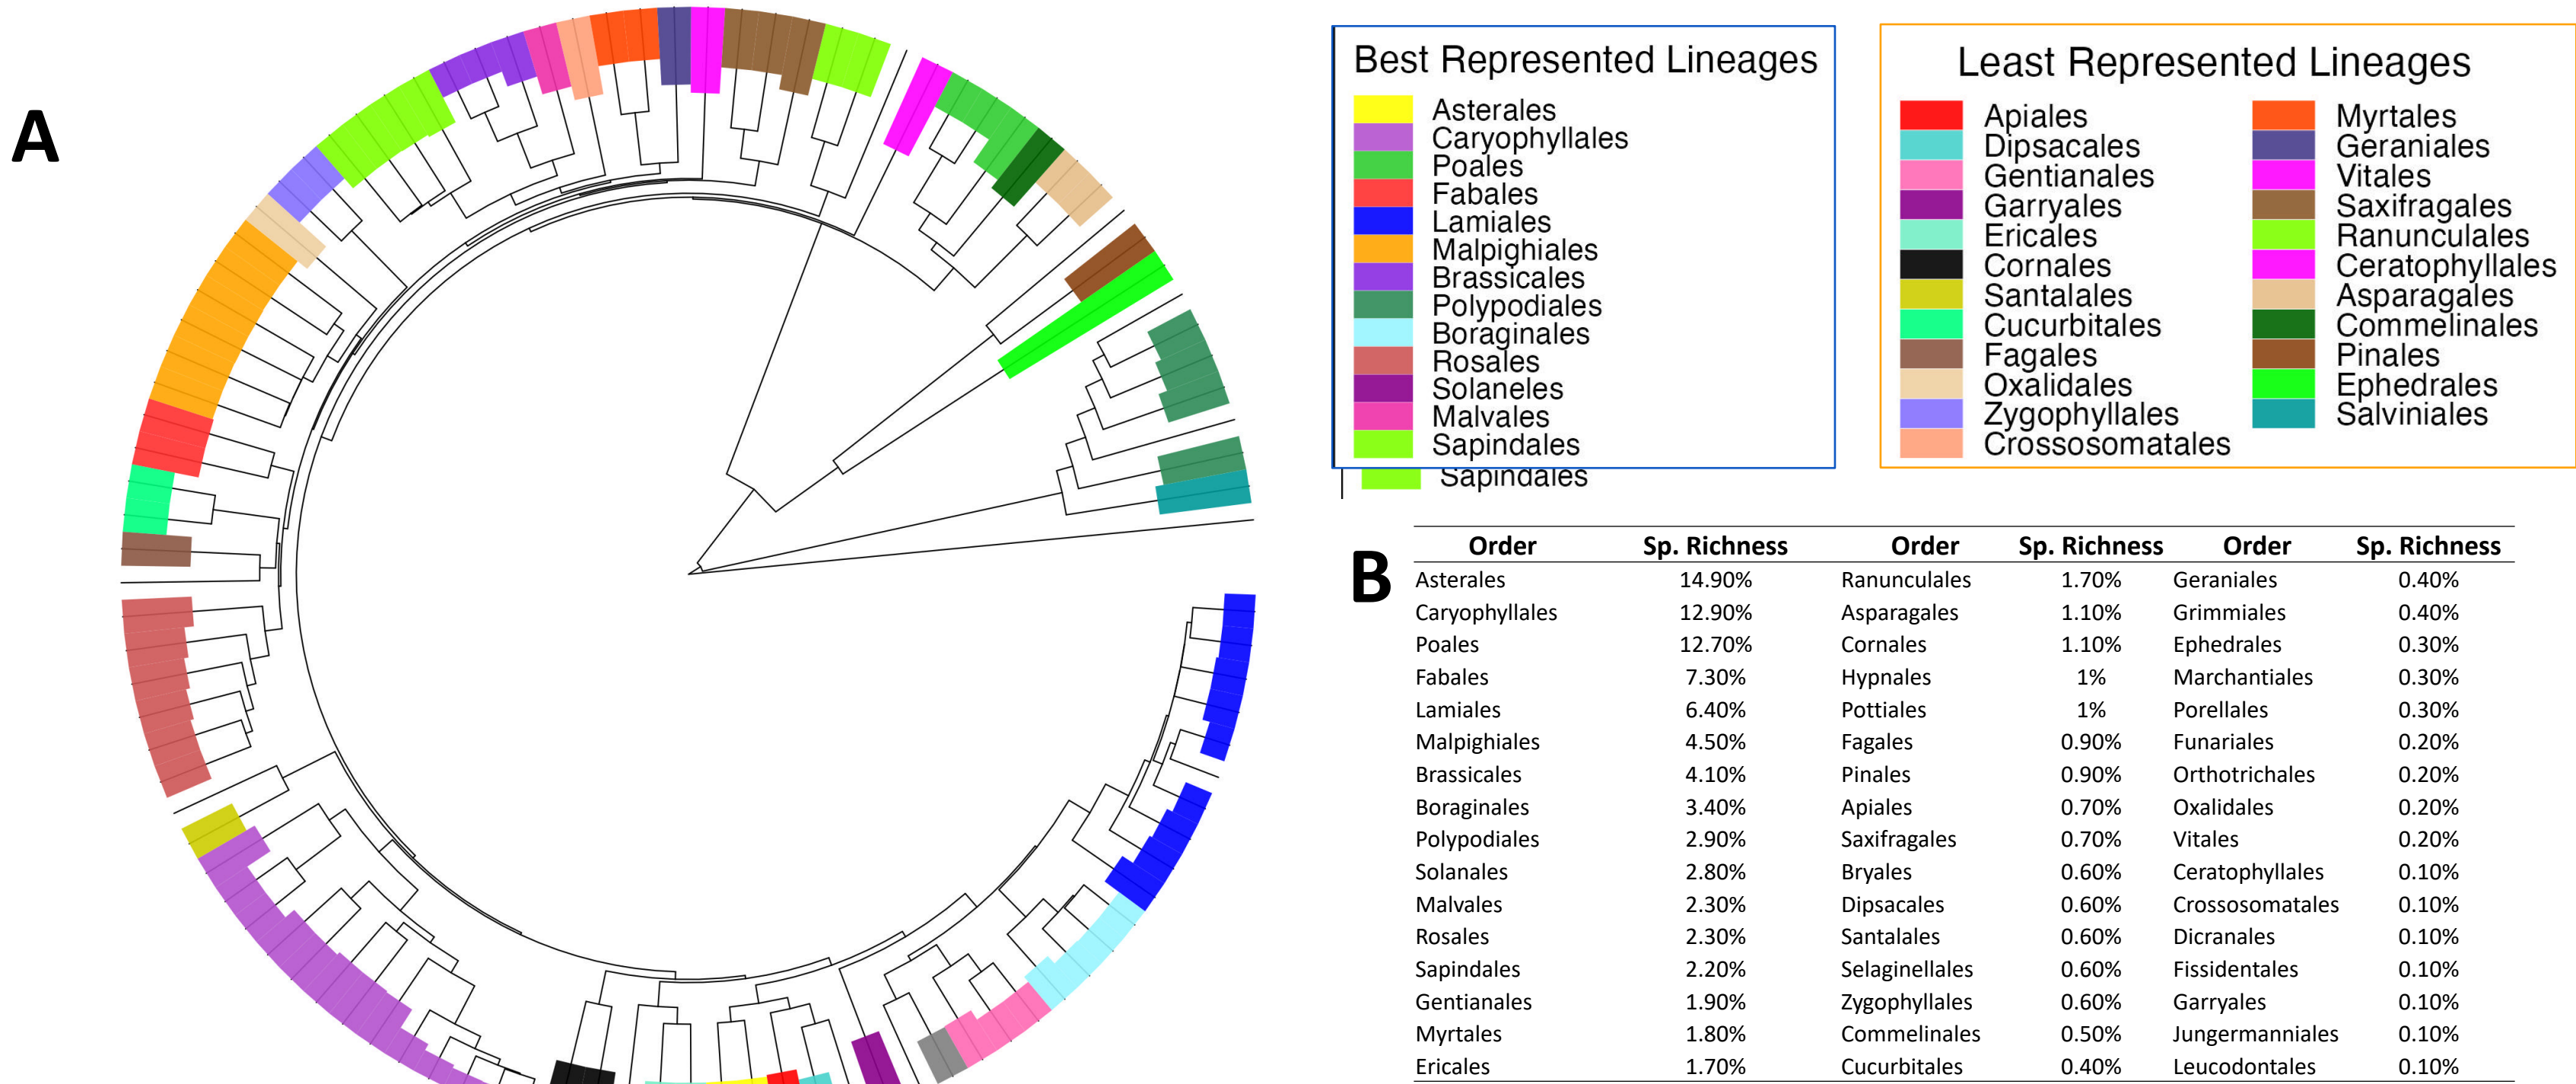 A
Best Represented Lineages
Asterales
Caryophyllales
Poales
Fabales
Lamiales
Malpighiales
Brassicales
Polypodiales
Boraginales
Rosales
Solaneles
Malvales
Sapindales
Sapindales
Least Represented Lineages
Apiales
Dipsacales
Gentianales
Garryales
Ericales
Cornales
Santalales
Cucurbitales
Fagales
Oxalidales
Zygophyllales
Crossosomatales
Myrtales
Geraniales
Vitales
Saxifragales
Ranunculales
Ceratophyllales
Asparagales
Commelinales
Pinales
Ephedrales
Salviniales
B
Order Sp. Richness Order Sp. Richness Order Sp. Richness
Asterales 14.90% Ranunculales 1.70% Geraniales 0.40%
Caryophyllales 12.90% Asparagales 1.10% Grimmiales 0.40%
Poales 12.70% Cornales 1.10% Ephedrales 0.30%
Fabales 7.30% Hypnales 1% Marchantiales 0.30%
Lamiales 6.40% Pottiales 1% Porellales 0.30%
Malpighiales 4.50% Fagales 0.90% Funariales 0.20%
Brassicales 4.10% Pinales 0.90% Orthotrichales 0.20%
Boraginales 3.40% Apiales 0.70% Oxalidales 0.20%
Polypodiales 2.90% Saxifragales 0.70% Vitales 0.20%
Solanales 2.80% Bryales 0.60% Ceratophyllales 0.10%
Malvales 2.30% Dipsacales 0.60% Crossosomatales 0.10%
Rosales 2.30% Santalales 0.60% Dicranales 0.10%
Sapindales 2.20% Selaginellales 0.60% Fissidentales 0.10%
Gentianales 1.90% Zygophyllales 0.60% Garryales 0.10%
Myrtales 1.80% Commelinales 0.50% Jungermanniales 0.10%
Ericales 1.70% Cucurbitales 0.40% Leucodontales 0.10%